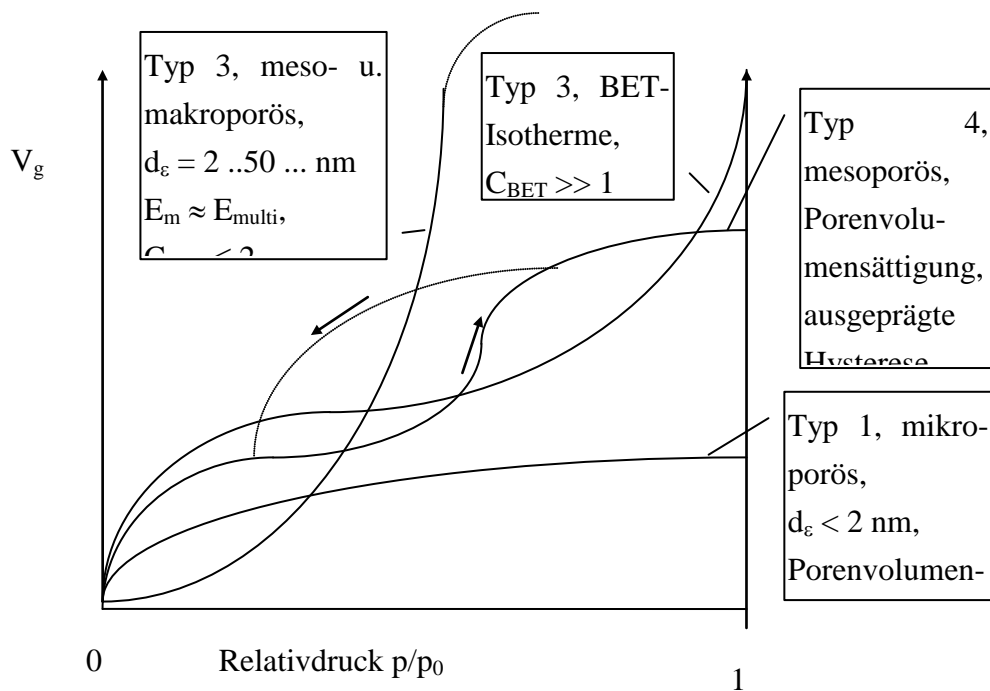 Typ 3, meso- u.
makroporös,
dε = 2 ..50 ... nm
Em ≈ Emulti,
Typ 3, BET-
Isotherme,
CBET >> 1
Typ 4,
mesoporös,
Porenvolu-
mensättigung,
ausgeprägte
Hysterese
Typ 1, mikro-
porös,
dε < 2 nm,
Porenvolumen-
Vg
0
Relativdruck p/p0
1